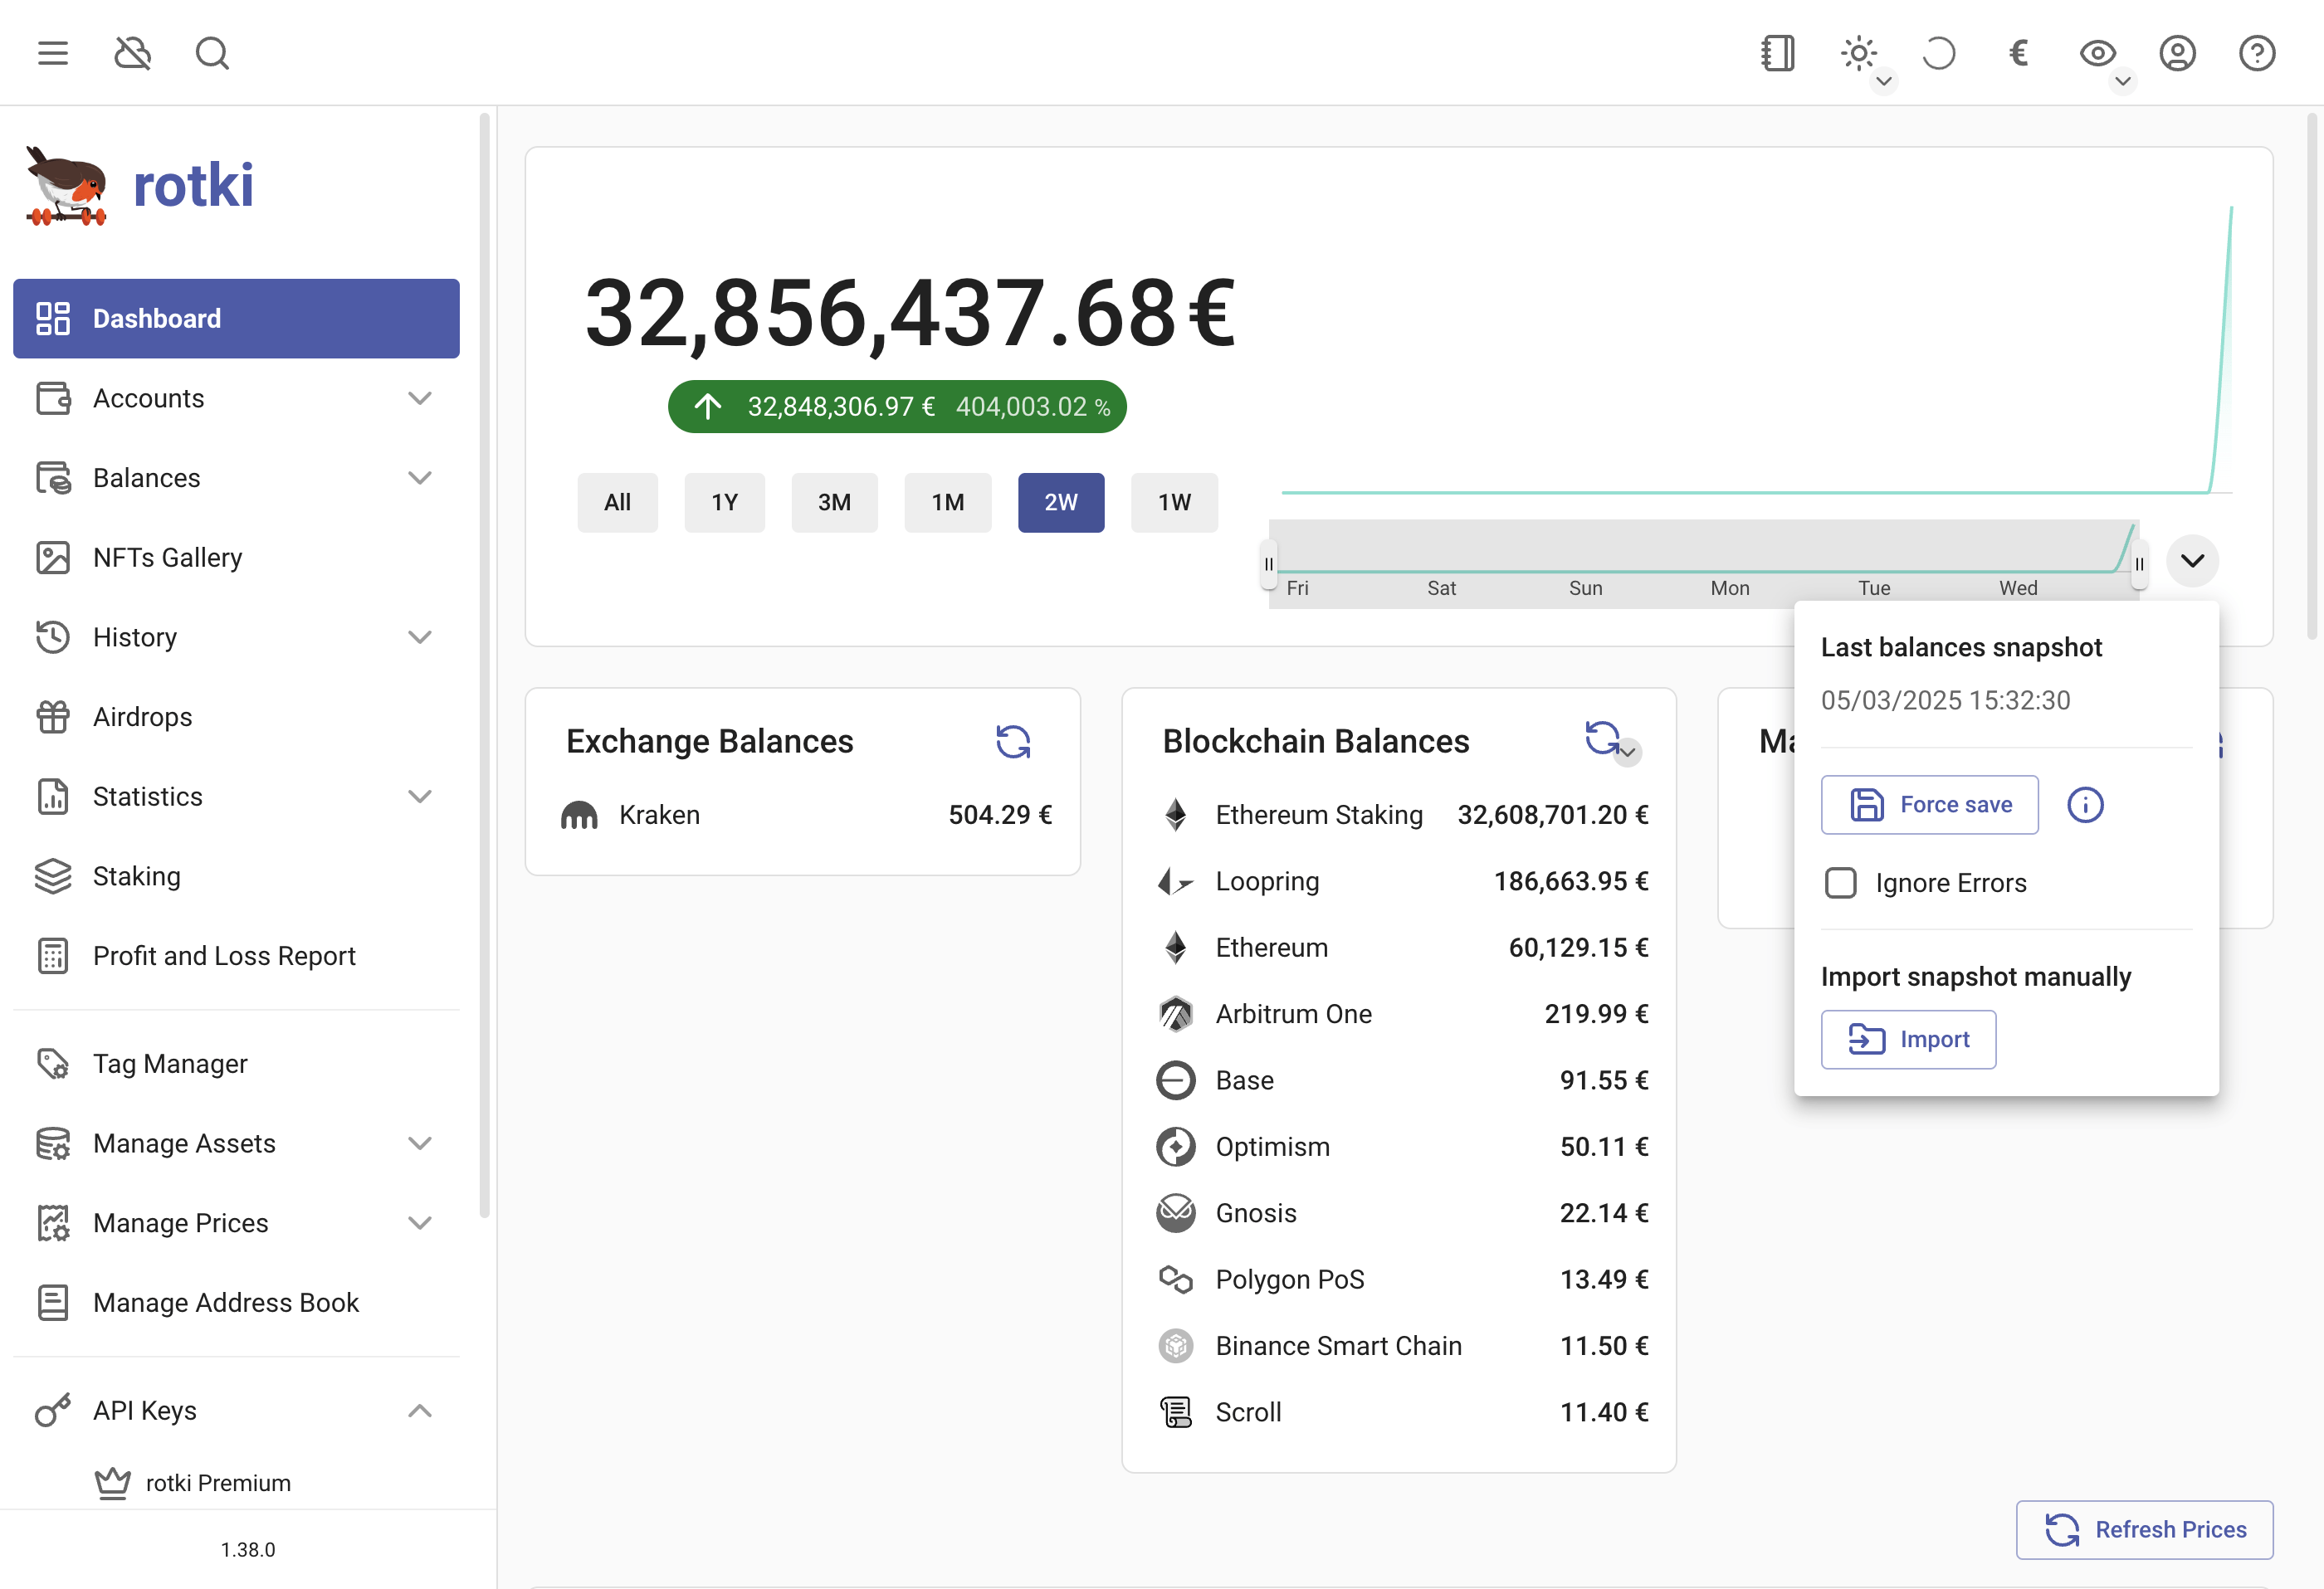 rotki
Dashboard
Accounts
Balances
NFTs Gallery
History
Airdrops
Statistics
Staking
Profit and Loss Report
Tag Manager
Manage Assets
Manage Prices
Manage Address Book
API Keys
rotki Premium
1.38.0
€
32,856,437.68 €
32,848,306.97 € 404,003.02 %
All 1Y 3M 1M 2W 1W
Fri Sat Sun Mon Tue Wed
Last balances snapshot
05/03/2025 15:32:30
Force save
Ignore Errors
Import snapshot manually
Import
Exchange Balances
Kraken 504.29 €
Blockchain Balances
Ethereum Staking 32,608,701.20 €
Loopring 186,663.95 €
Ethereum 60,129.15 €
Arbitrum One 219.99 €
Base 91.55 €
Optimism 50.11 €
Gnosis 22.14 €
Polygon PoS 13.49 €
Binance Smart Chain 11.50 €
Scroll 11.40 €
Refresh Prices